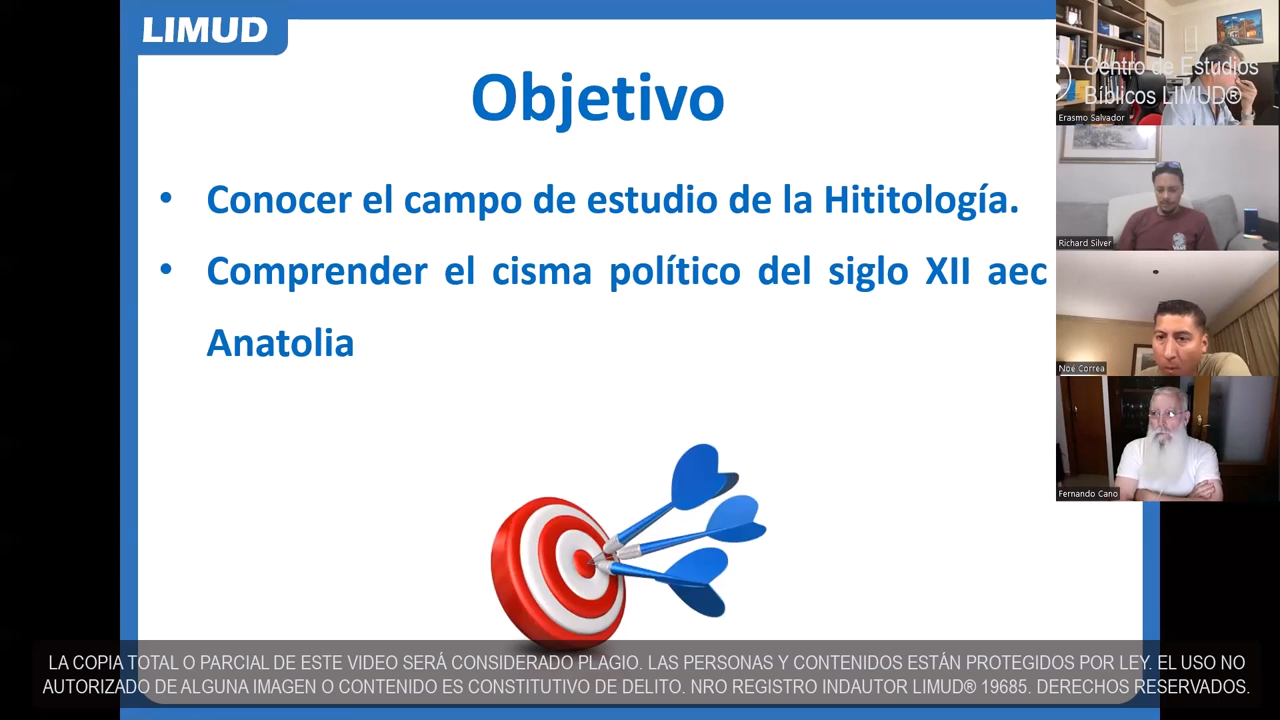 LIMUD
Objetivo
• Conocer el campo de estudio de la Hititología.
• Comprender el cisma político del siglo XII aec
Anatolia
Centro de Estudios
Bíblicos LIMUD®
Erasmo Salvador
Richard Silver
Noé Correa
Fernando Cano
LA COPIA TOTAL O PARCIAL DE ESTE VIDEO SERÁ CONSIDERADO PLAGIO. LAS PERSONAS Y CONTENIDOS ESTÁN PROTEGIDOS POR LEY. EL USO NO
AUTORIZADO DE ALGUNA IMAGEN O CONTENIDO ES CONSTITUTIVO DE DELITO. NRO REGISTRO INDAUTOR LIMUD® 19685. DERECHOS RESERVADOS.